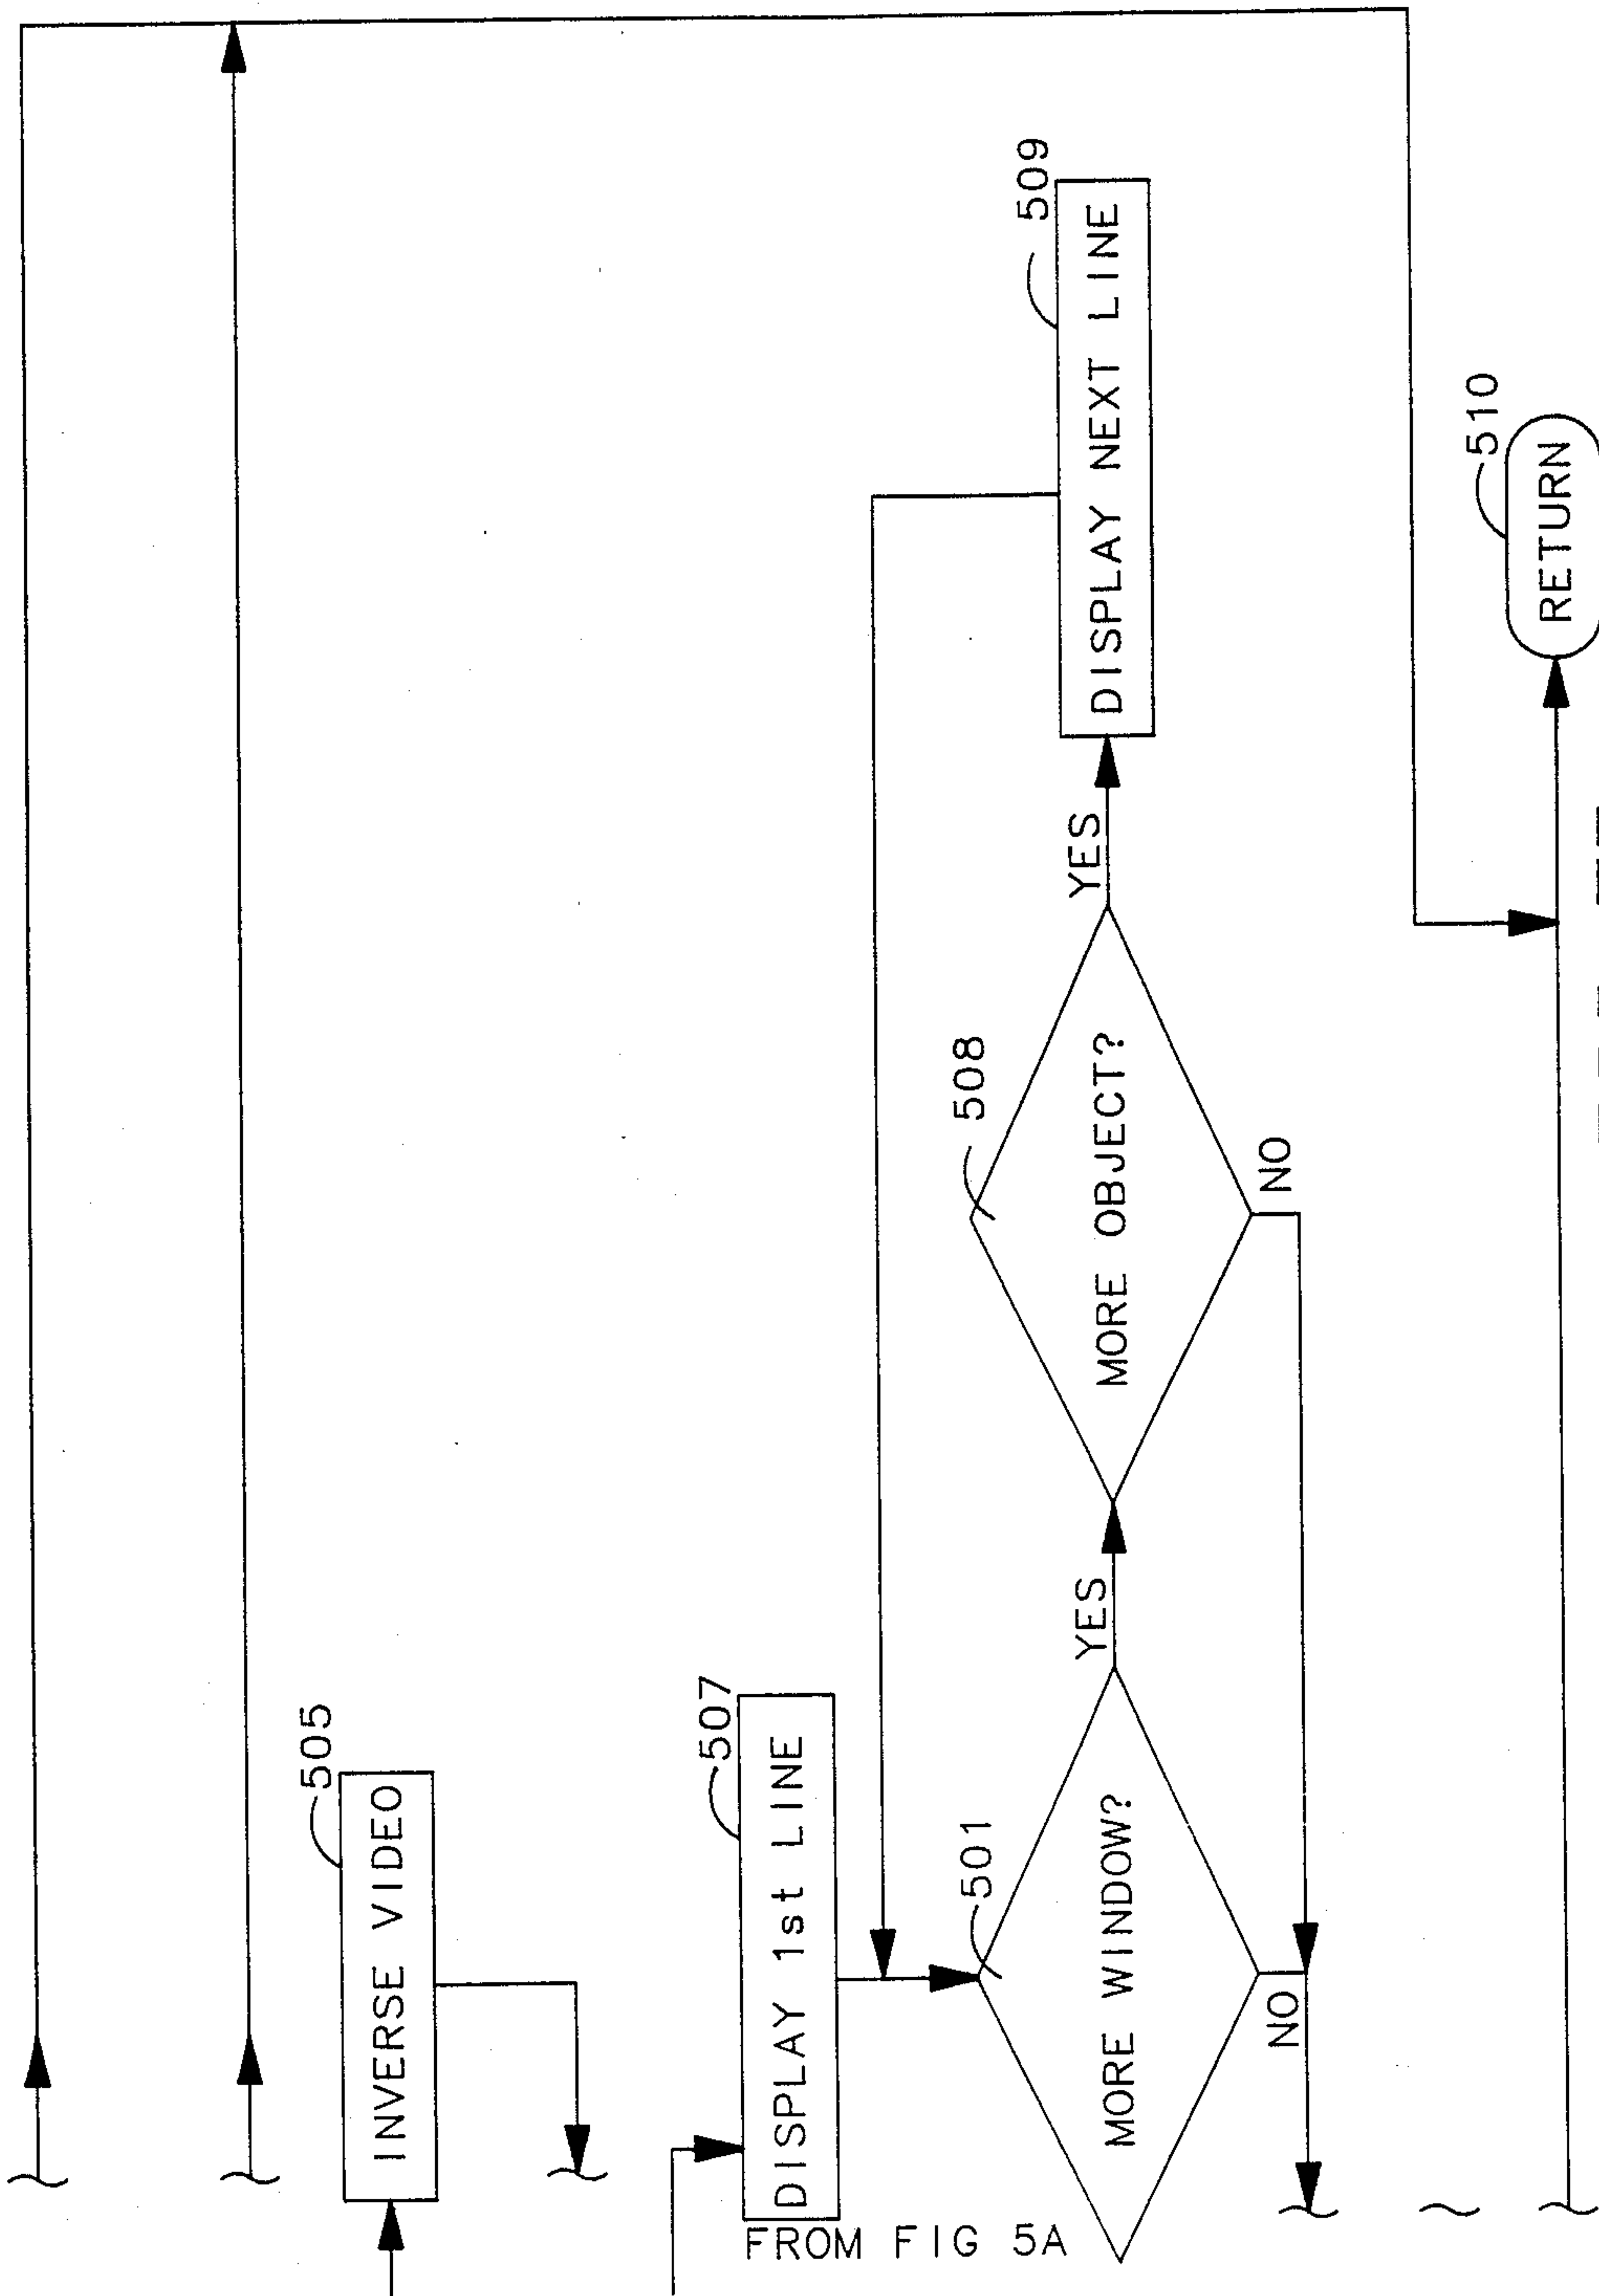 505
INVERSE VIDEO
507
DISPLAY 1st LINE
FROM FIG 5A
501
MORE WINDOW?
YES
NO
508
MORE OBJECT?
YES
NO
509
DISPLAY NEXT LINE
510
RETURN